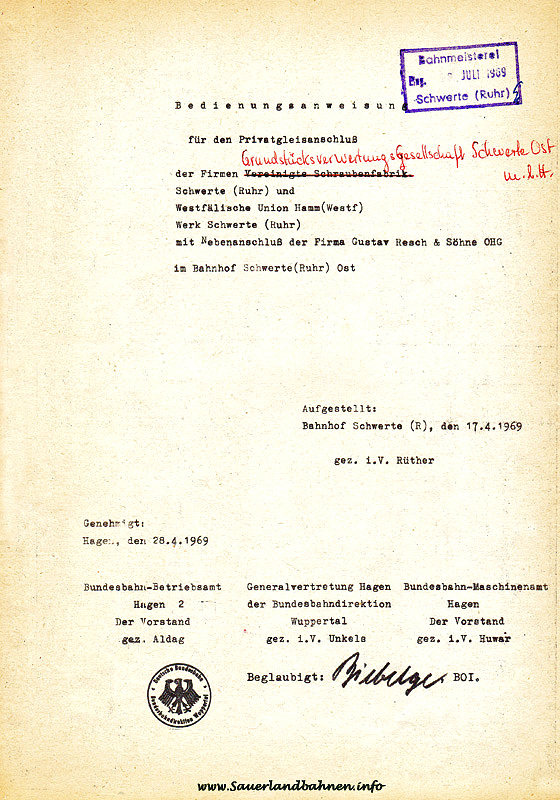 Bahnmeisterei
Eing. JULI 1969
Schwerte (Ruhr)
Bedienungsanweisung
für den Privatgleisanschluß
Grundstücksverwertungsgesellschaft Schwerte Ost
m.b.H.
der Firmen Vereinigte Schraubenfabrik
Schwerte (Ruhr) und
Westfälische Union Hamm(Westf)
Werk Schwerte (Ruhr)
mit Nebenanschluß der Firma Gustav Resch & Söhne OHG
im Bahnhof Schwerte(Ruhr) Ost
Aufgestellt:
Bahnhof Schwerte (R), den 17.4.1969
gez. i.V. Rüther
Genehmigt:
Hagen, den 28.4.1969
Bundesbahn-Betriebsamt Generalvertretung Hagen Bundesbahn-Maschinenamt
Hagen 2 der Bundesbahndirektion Hagen
Der Vorstand Wuppertal Der Vorstand
gez. Aldag gez. i.V. Unkels gez. i.V. Huwar
Beglaubigt: BOI.
Deutsche Bundesbahn
Bundesbahndirektion Wuppertal
www.Sauerlandbahnen.info